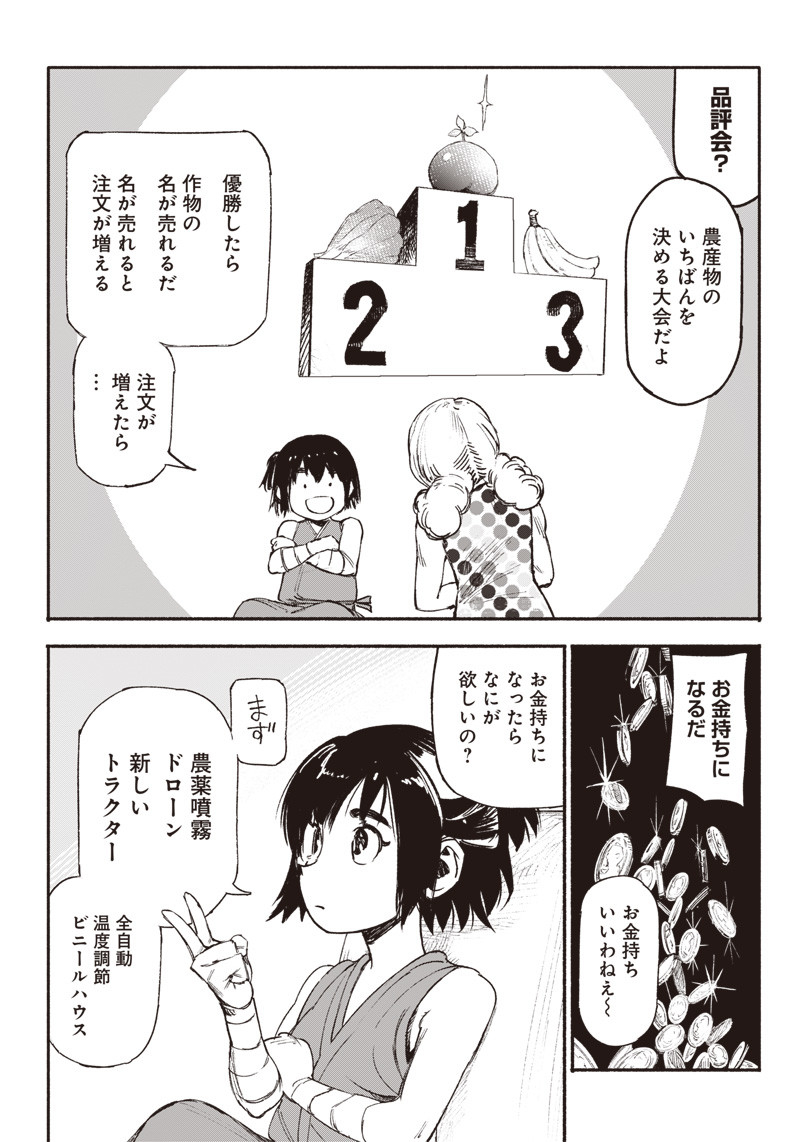 品評会?
農産物の
いちばんを
決める大会だよ
1
2
3
優勝したら
作物の
名が売れるだ
名が売れると
注文が増える
注文が
増えたら
…
お金持ちに
なるだ
お金持ち
いいわねえ〜
お金持ちに
なったら
なにが
欲しいの?
まず
農薬噴霧
ドローン
新しい
トラクター
全自動
温度調節
ビニールハウス